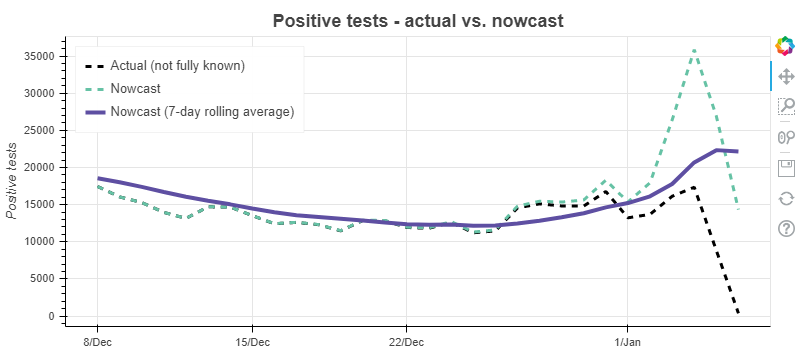 Positive tests - actual vs. nowcast
Actual (not fully known)
Nowcast
Nowcast (7-day rolling average)
Positive tests
35000
30000
25000
20000
15000
10000
5000
0
8/Dec
15/Dec
22/Dec
1/Jan